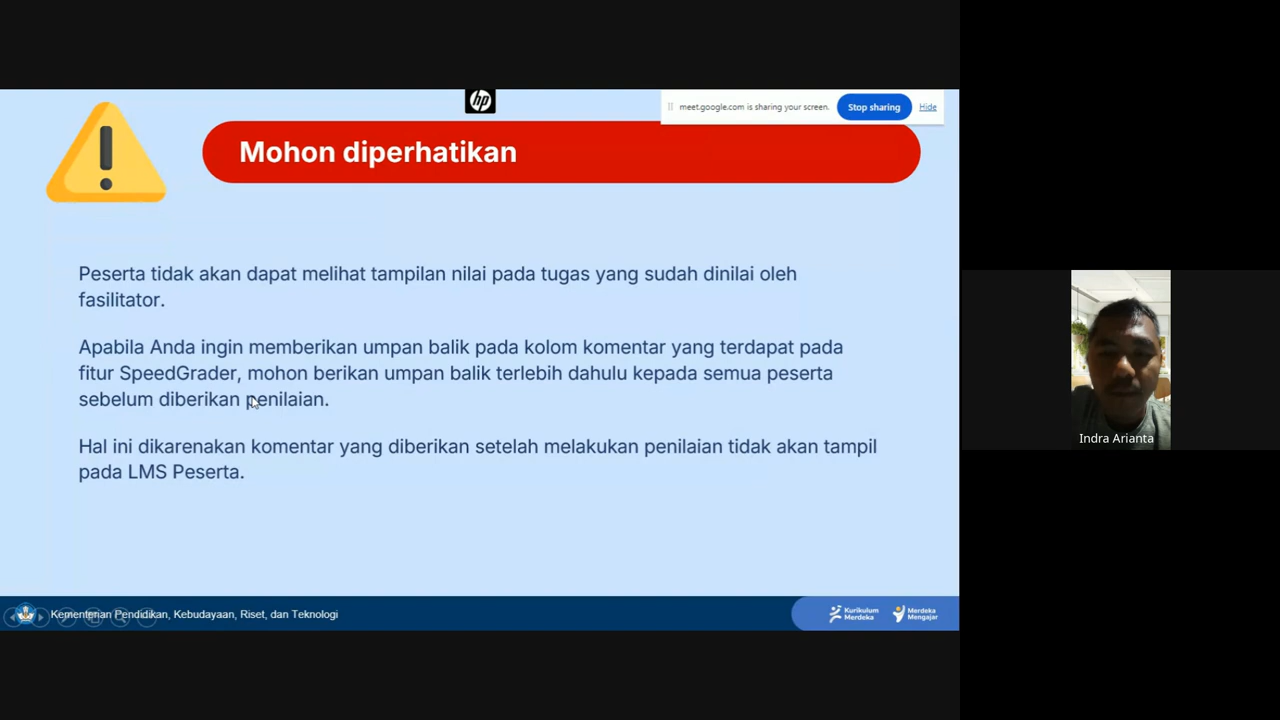 hp
meet.google.com is sharing your screen.
Stop sharing
Hide
Mohon diperhatikan
Peserta tidak akan dapat melihat tampilan nilai pada tugas yang sudah dinilai oleh
fasilitator.
Apabila Anda ingin memberikan umpan balik pada kolom komentar yang terdapat pada
fitur SpeedGrader, mohon berikan umpan balik terlebih dahulu kepada semua peserta
sebelum diberikan penilaian.
Hal ini dikarenakan komentar yang diberikan setelah melakukan penilaian tidak akan tampil
pada LMS Peserta.
Indra Arianta
Kementerian Pendidikan, Kebudayaan, Riset, dan Teknologi
Kurikulum
Merdeka
Merdeka
Mengajar